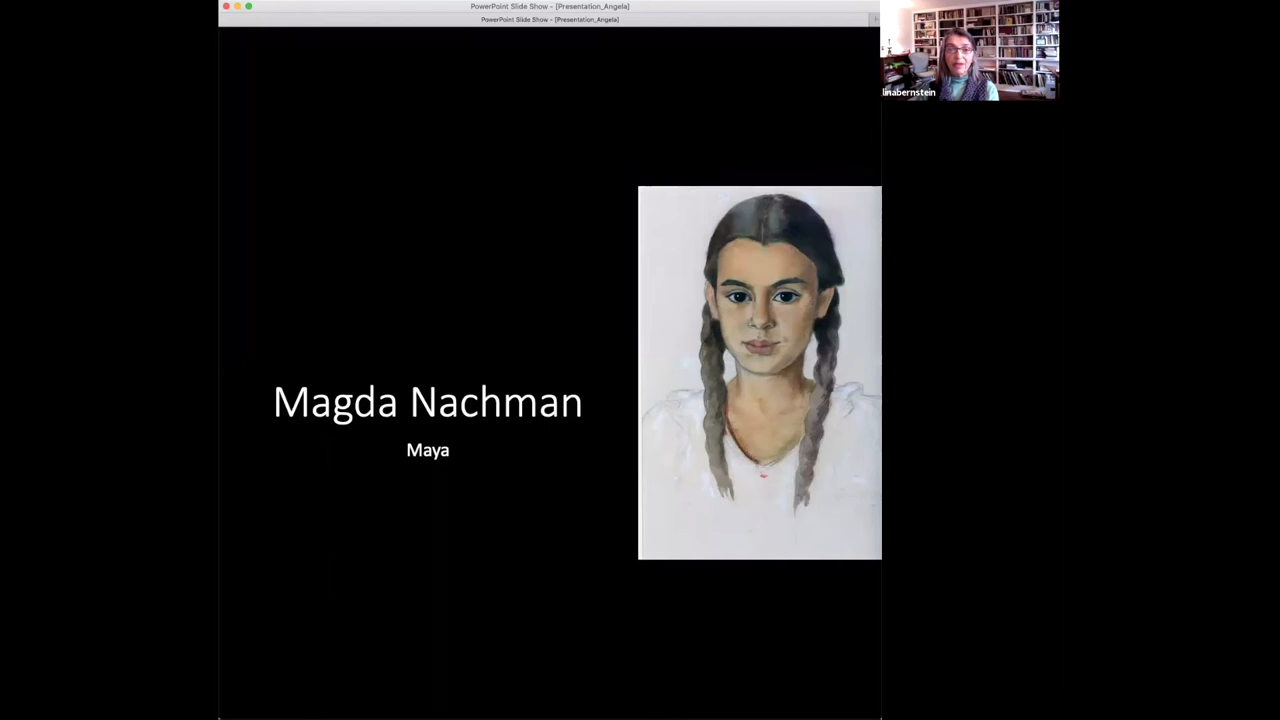 PowerPoint Slide Show - [Presentation_Angela]
PowerPoint Slide Show - [Presentation_Angela]
linabernstein
Magda Nachman
Maya